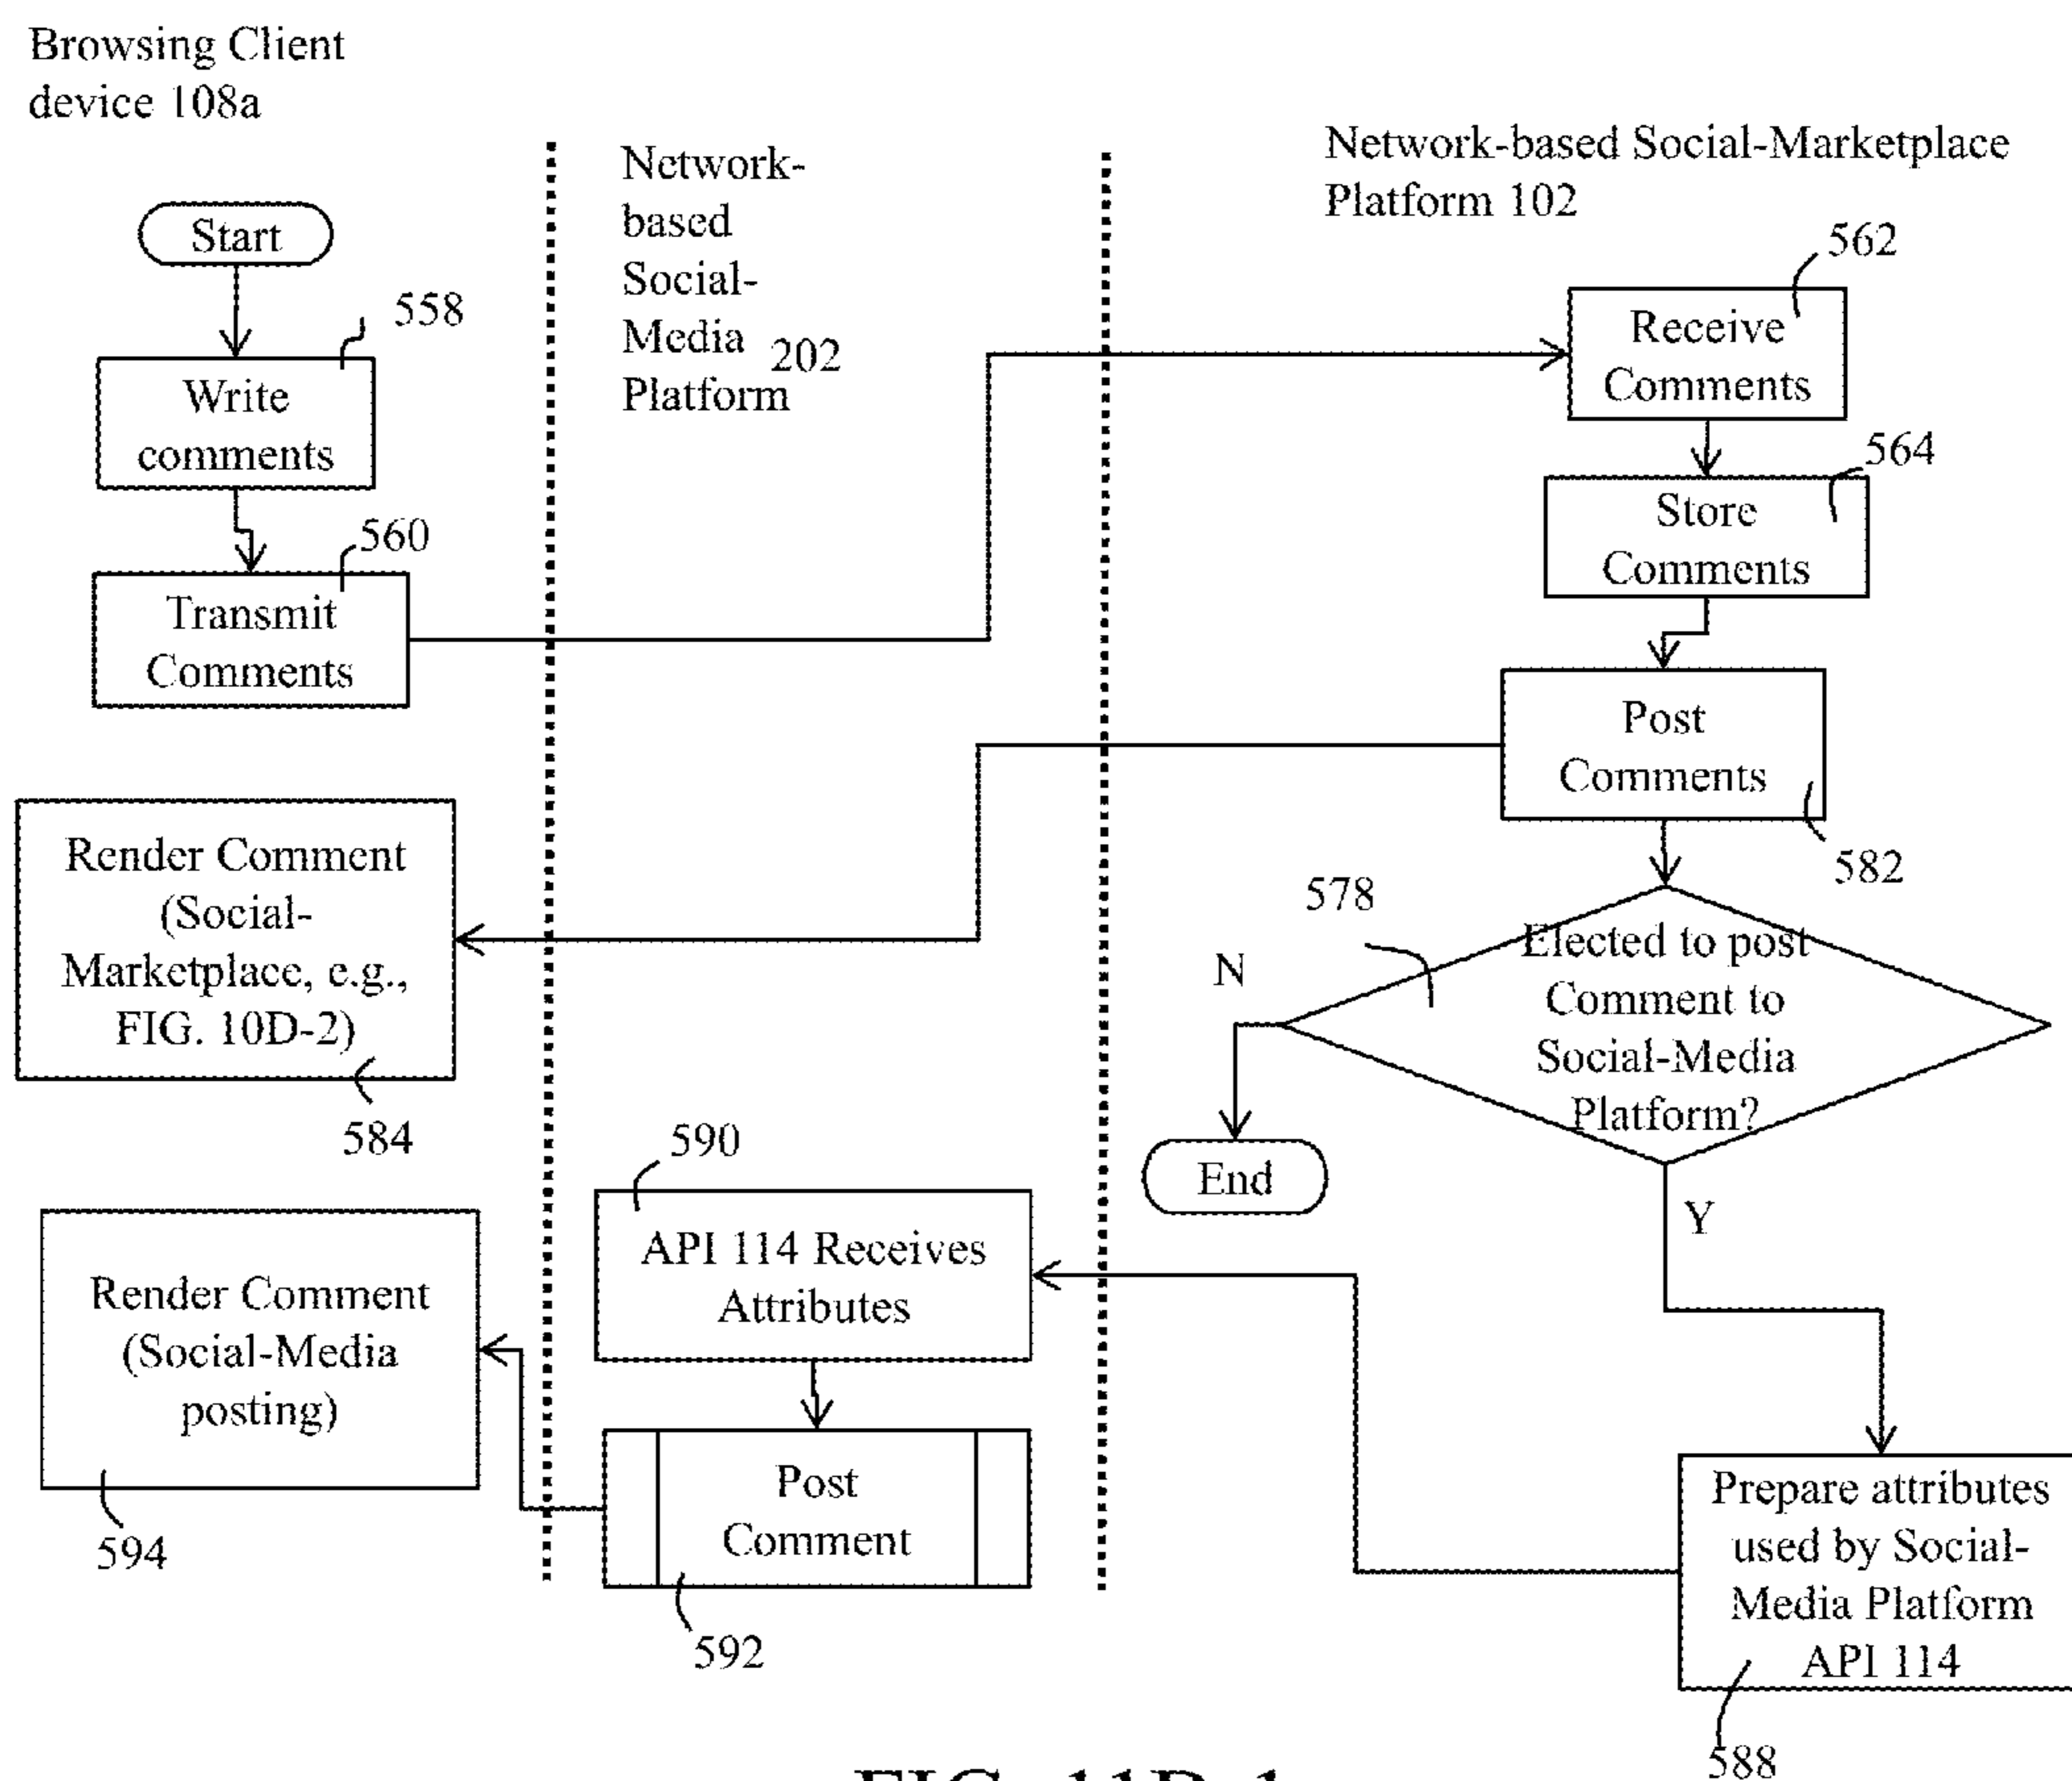 Browsing Client
device 108a
Network-
based
Social-
Media 202
Platform
Network-based Social-Marketplace
Platform 102
Start
558
Write
comments
560
Transmit
Comments
562
Receive
Comments
564
Store
Comments
Post
Comments
582
Render Comment
(Social-
Marketplace, e.g.,
FIG. 10D-2)
584
578
Elected to post
Comment to
Social-Media
Platform?
N
End
Y
590
API 114 Receives
Attributes
Render Comment
(Social-Media
posting)
594
Post
Comment
592
Prepare attributes
used by Social-
Media Platform
API 114
588